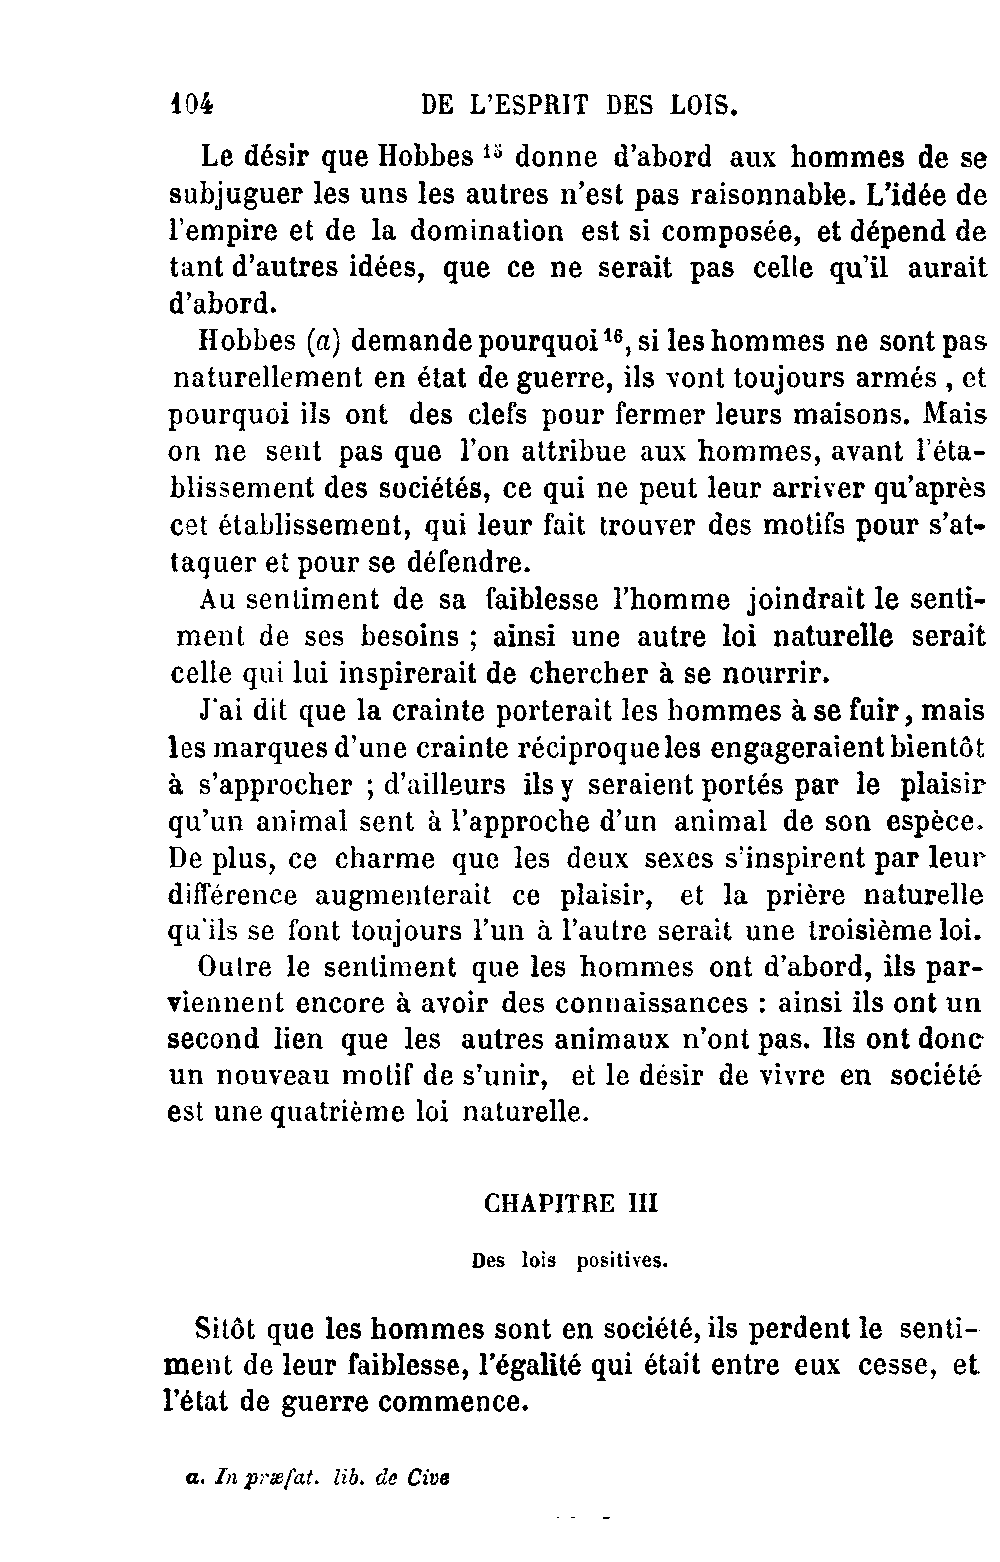 104 DE L'ESPRIT DES LOIS.
Le désir que Hobbes ¹⁵ donne d'abord aux hommes de se
subjuguer les uns les autres n'est pas raisonnable. L'idée de
l'empire et de la domination est si composée, et dépend de
tant d'autres idées, que ce ne serait pas celle qu'il aurait
d'abord.
Hobbes (a) demande pourquoi ¹⁶, si les hommes ne sont pas
naturellement en état de guerre, ils vont toujours armés , et
pourquoi ils ont des clefs pour fermer leurs maisons. Mais
on ne sent pas que l'on attribue aux hommes, avant l'éta-
blissement des sociétés, ce qui ne peut leur arriver qu'après
cet établissement, qui leur fait trouver des motifs pour s'at-
taquer et pour se défendre.
Au sentiment de sa faiblesse l'homme joindrait le senti-
ment de ses besoins ; ainsi une autre loi naturelle serait
celle qui lui inspirerait de chercher à se nourrir.
J'ai dit que la crainte porterait les hommes à se fuir, mais
les marques d'une crainte réciproque les engageraient bientôt
à s'approcher ; d'ailleurs ils y seraient portés par le plaisir
qu'un animal sent à l'approche d'un animal de son espèce.
De plus, ce charme que les deux sexes s'inspirent par leur
différence augmenterait ce plaisir, et la prière naturelle
qu'ils se font toujours l'un à l'autre serait une troisième loi.
Outre le sentiment que les hommes ont d'abord, ils par-
viennent encore à avoir des connaissances : ainsi ils ont un
second lien que les autres animaux n'ont pas. Ils ont donc
un nouveau motif de s'unir, et le désir de vivre en société
est une quatrième loi naturelle.
CHAPITRE III
Des lois positives.
Sitôt que les hommes sont en société, ils perdent le senti-
ment de leur faiblesse, l'égalité qui était entre eux cesse, et
l'état de guerre commence.
a. In præfat. lib. de Cive